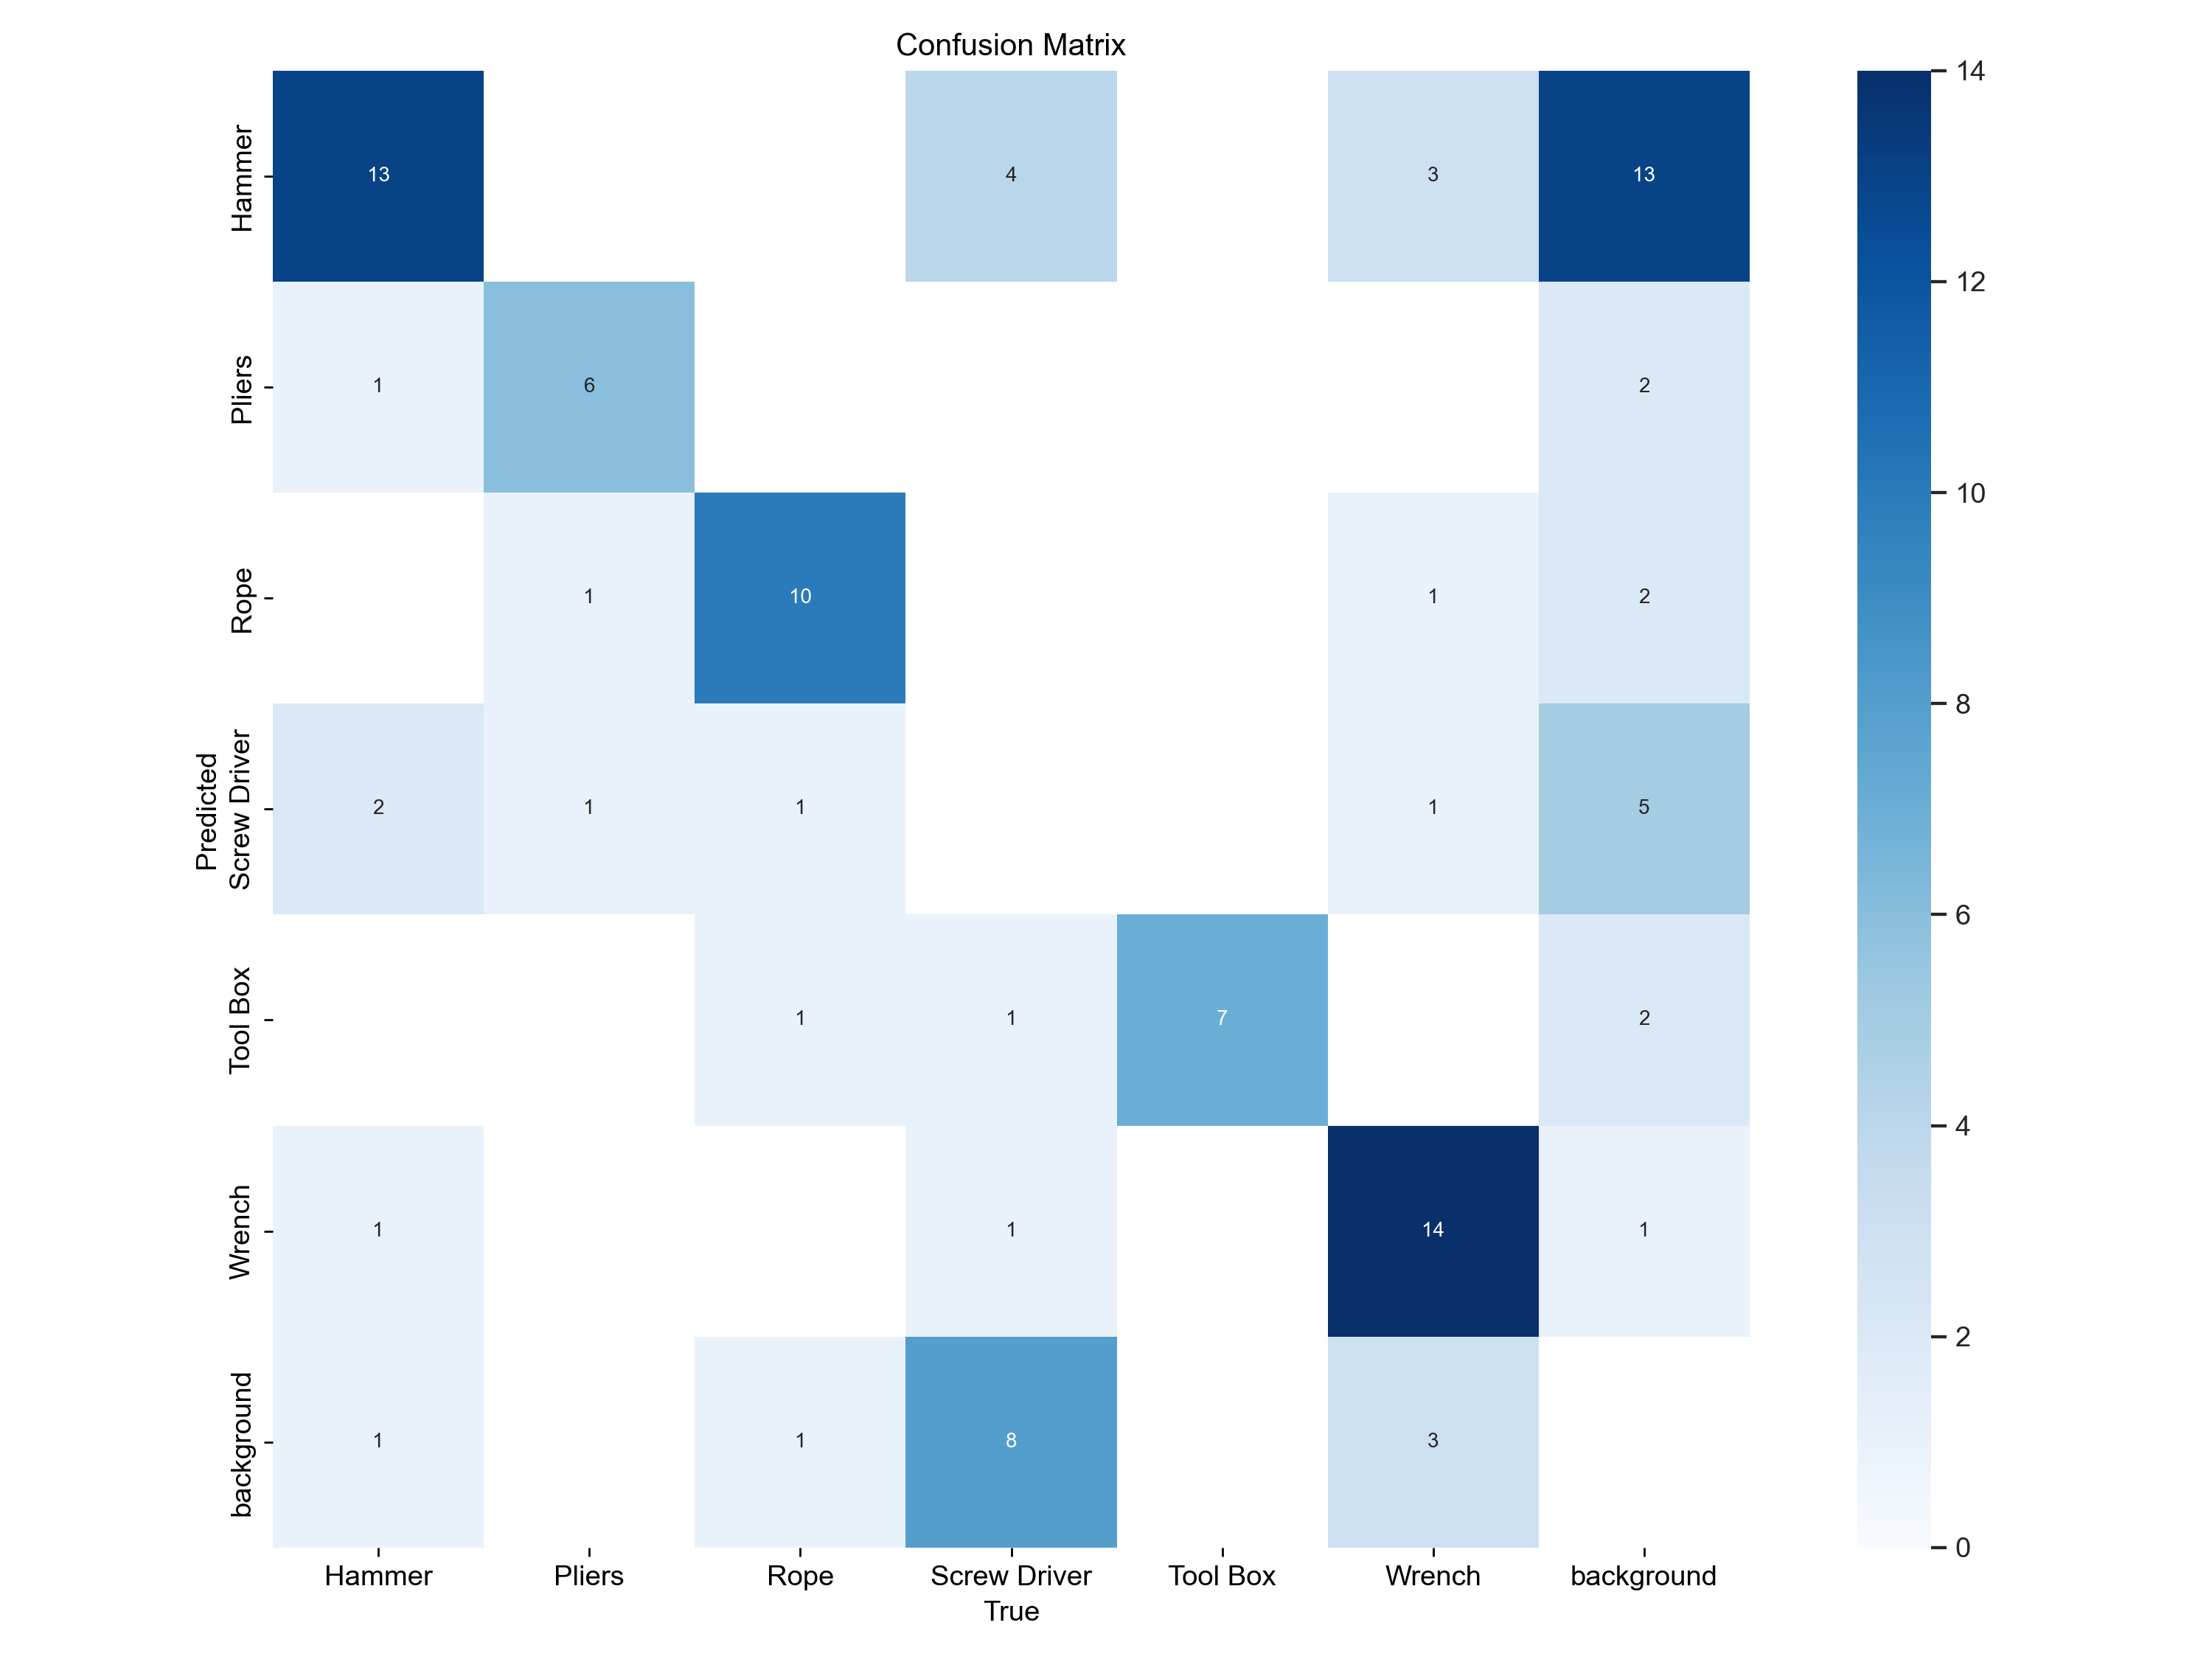 Confusion Matrix
Hammer
13
4
3
13
Pliers
1
6
2
Rope
1
10
1
2
Predicted
Screw Driver
2
1
1
1
5
Tool Box
1
1
7
2
Wrench
1
1
14
1
background
1
1
8
3
Hammer
Pliers
Rope
Screw Driver
Tool Box
Wrench
background
True
14
12
10
8
6
4
2
0